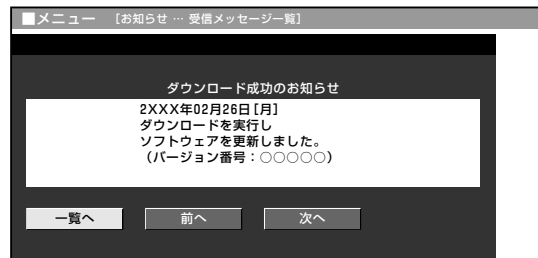 ■メニュー [お知らせ … 受信メッセージ一覧]
ダウンロード成功のお知らせ
2XXX年02月26日[月]
ダウンロードを実行し
ソフトウェアを更新しました。
（バージョン番号：○○○○○）
一覧へ 前へ 次へ